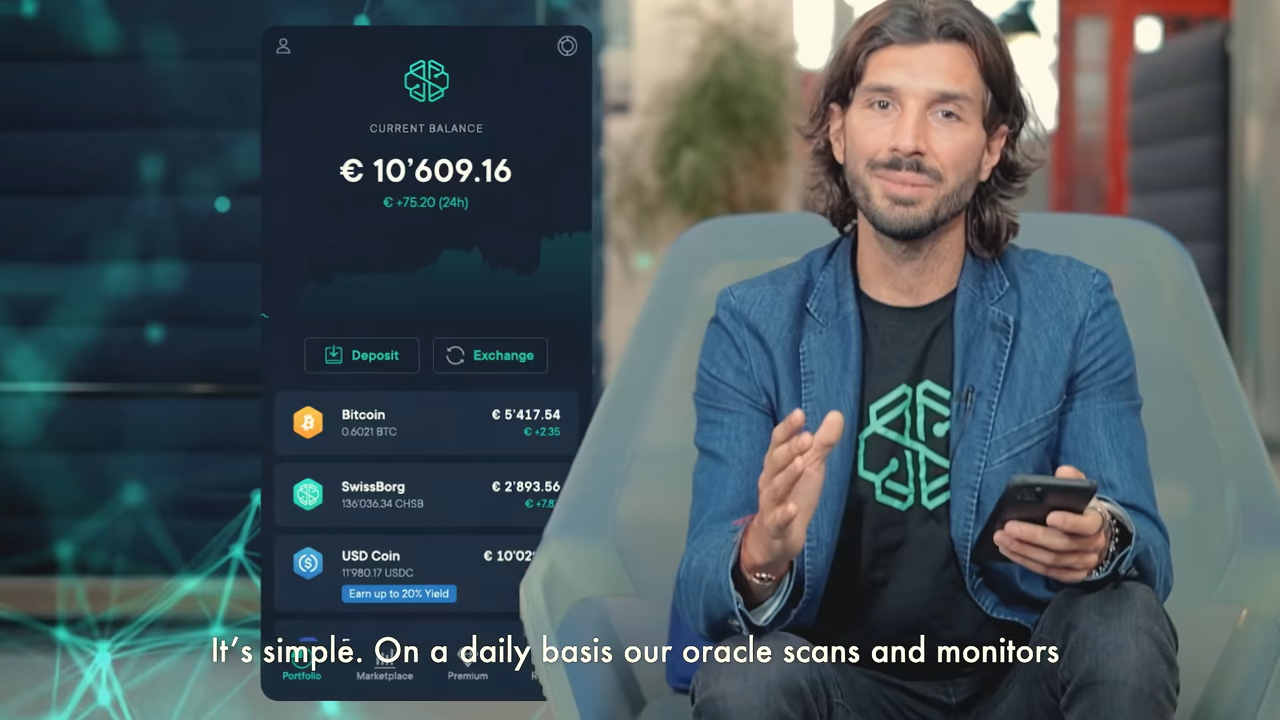 CURRENT BALANCE
€ 10’609.16
€ +75.20 (24h)
Deposit
Exchange
Bitcoin
€ 5’417.54
0.6021 BTC
€ +2.35
SwissBorg
€ 2’893.56
136’036.34 CHSB
USD Coin
11’980.17 USDC
Earn up to 20% Yield
It’s simple. On a daily basis our oracle scans and monitors
Portfolio
Marketplace
Premium